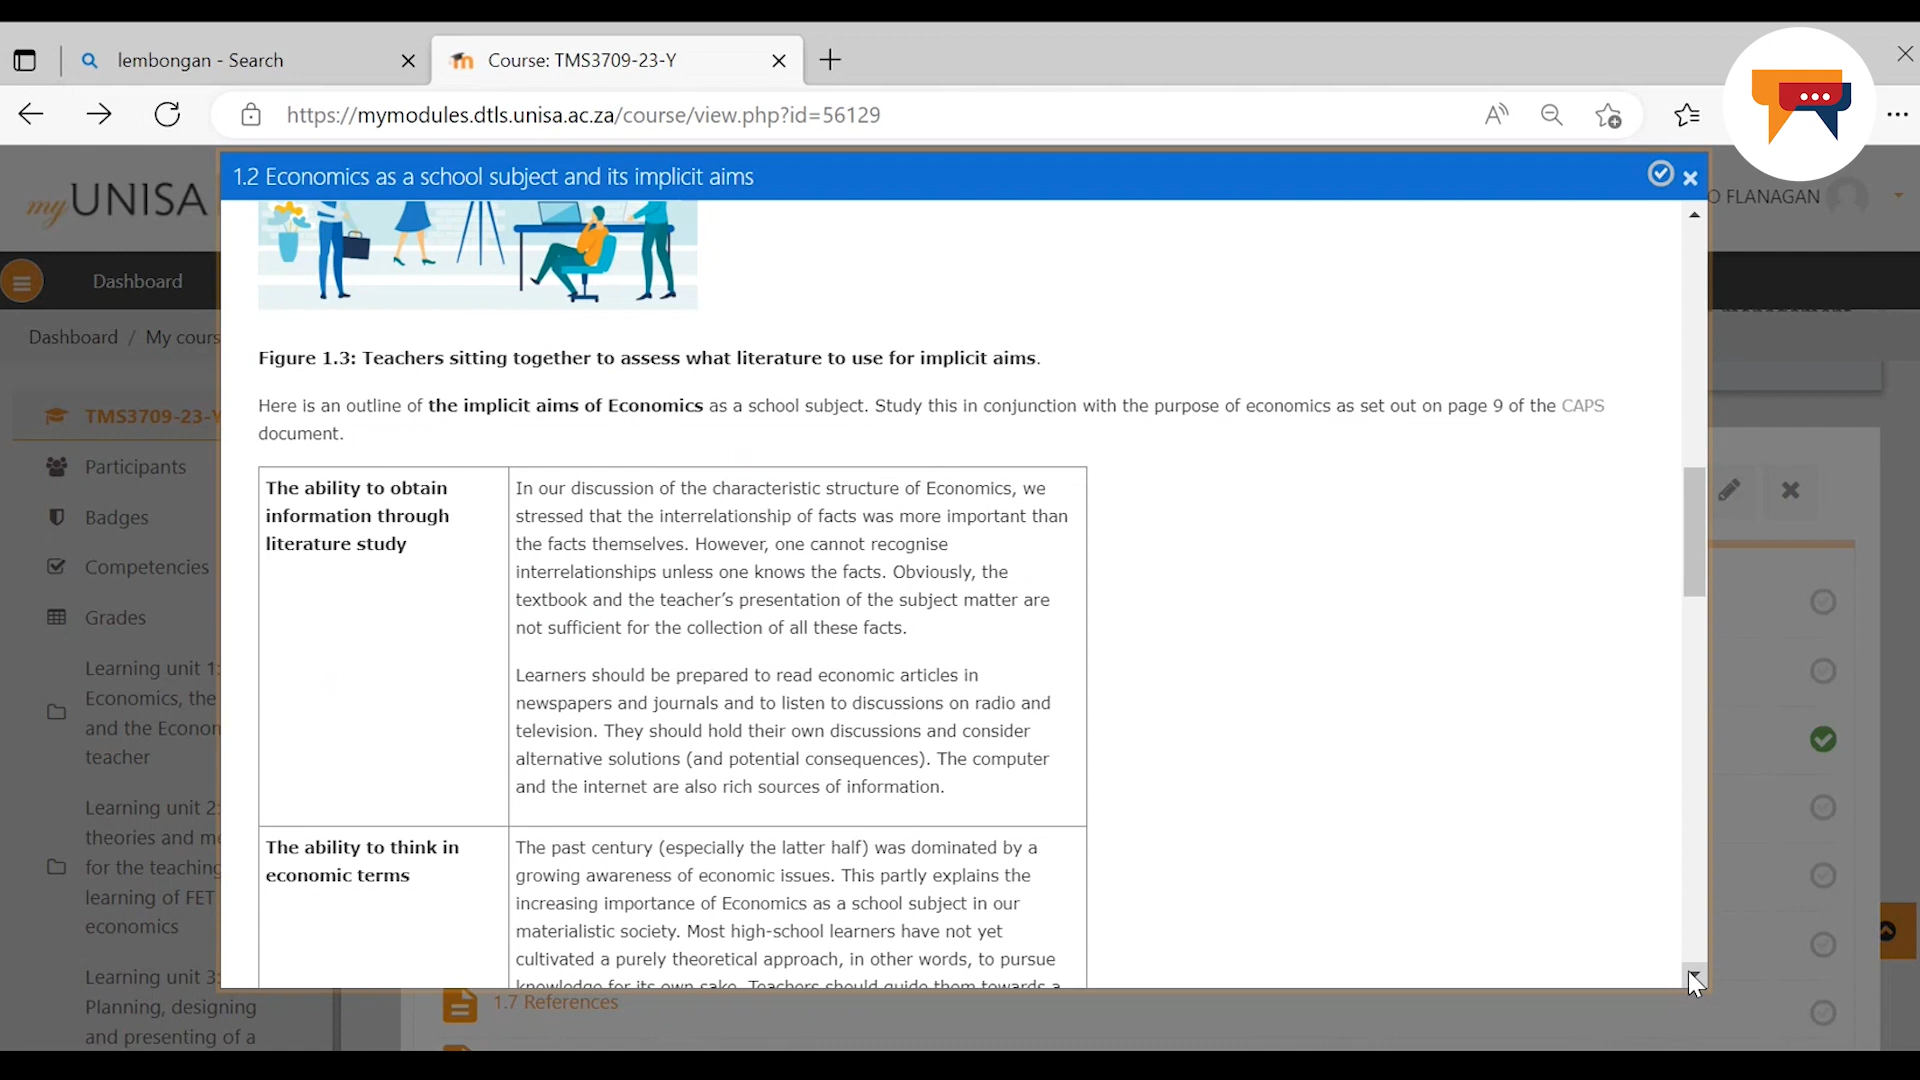 lembongan - Search
Course: TMS3709-23-Y
https://mymodules.dtls.unisa.ac.za/course/view.php?id=56129
1.2 Economics as a school subject and its implicit aims
myUNISA
O FLANAGAN
Dashboard
Dashboard / My cours
Figure 1.3: Teachers sitting together to assess what literature to use for implicit aims.
Here is an outline of the implicit aims of Economics as a school subject. Study this in conjunction with the purpose of economics as set out on page 9 of the CAPS
document.
TMS3709-23-Y
Participants
Badges
Competencies
Grades
Learning unit 1:
Economics, the
and the Econon
teacher
Learning unit 2:
theories and me
for the teaching
learning of FET
economics
Learning unit 3:
Planning, designing
and presenting of a
The ability to obtain
information through
literature study
In our discussion of the characteristic structure of Economics, we
stressed that the interrelationship of facts was more important than
the facts themselves. However, one cannot recognise
interrelationships unless one knows the facts. Obviously, the
textbook and the teacher's presentation of the subject matter are
not sufficient for the collection of all these facts.
Learners should be prepared to read economic articles in
newspapers and journals and to listen to discussions on radio and
television. They should hold their own discussions and consider
alternative solutions (and potential consequences). The computer
and the internet are also rich sources of information.
The ability to think in
economic terms
The past century (especially the latter half) was dominated by a
growing awareness of economic issues. This partly explains the
increasing importance of Economics as a school subject in our
materialistic society. Most high-school learners have not yet
cultivated a purely theoretical approach, in other words, to pursue
knowledge for its own sake. Teachers should guide them towards a
1.7 References